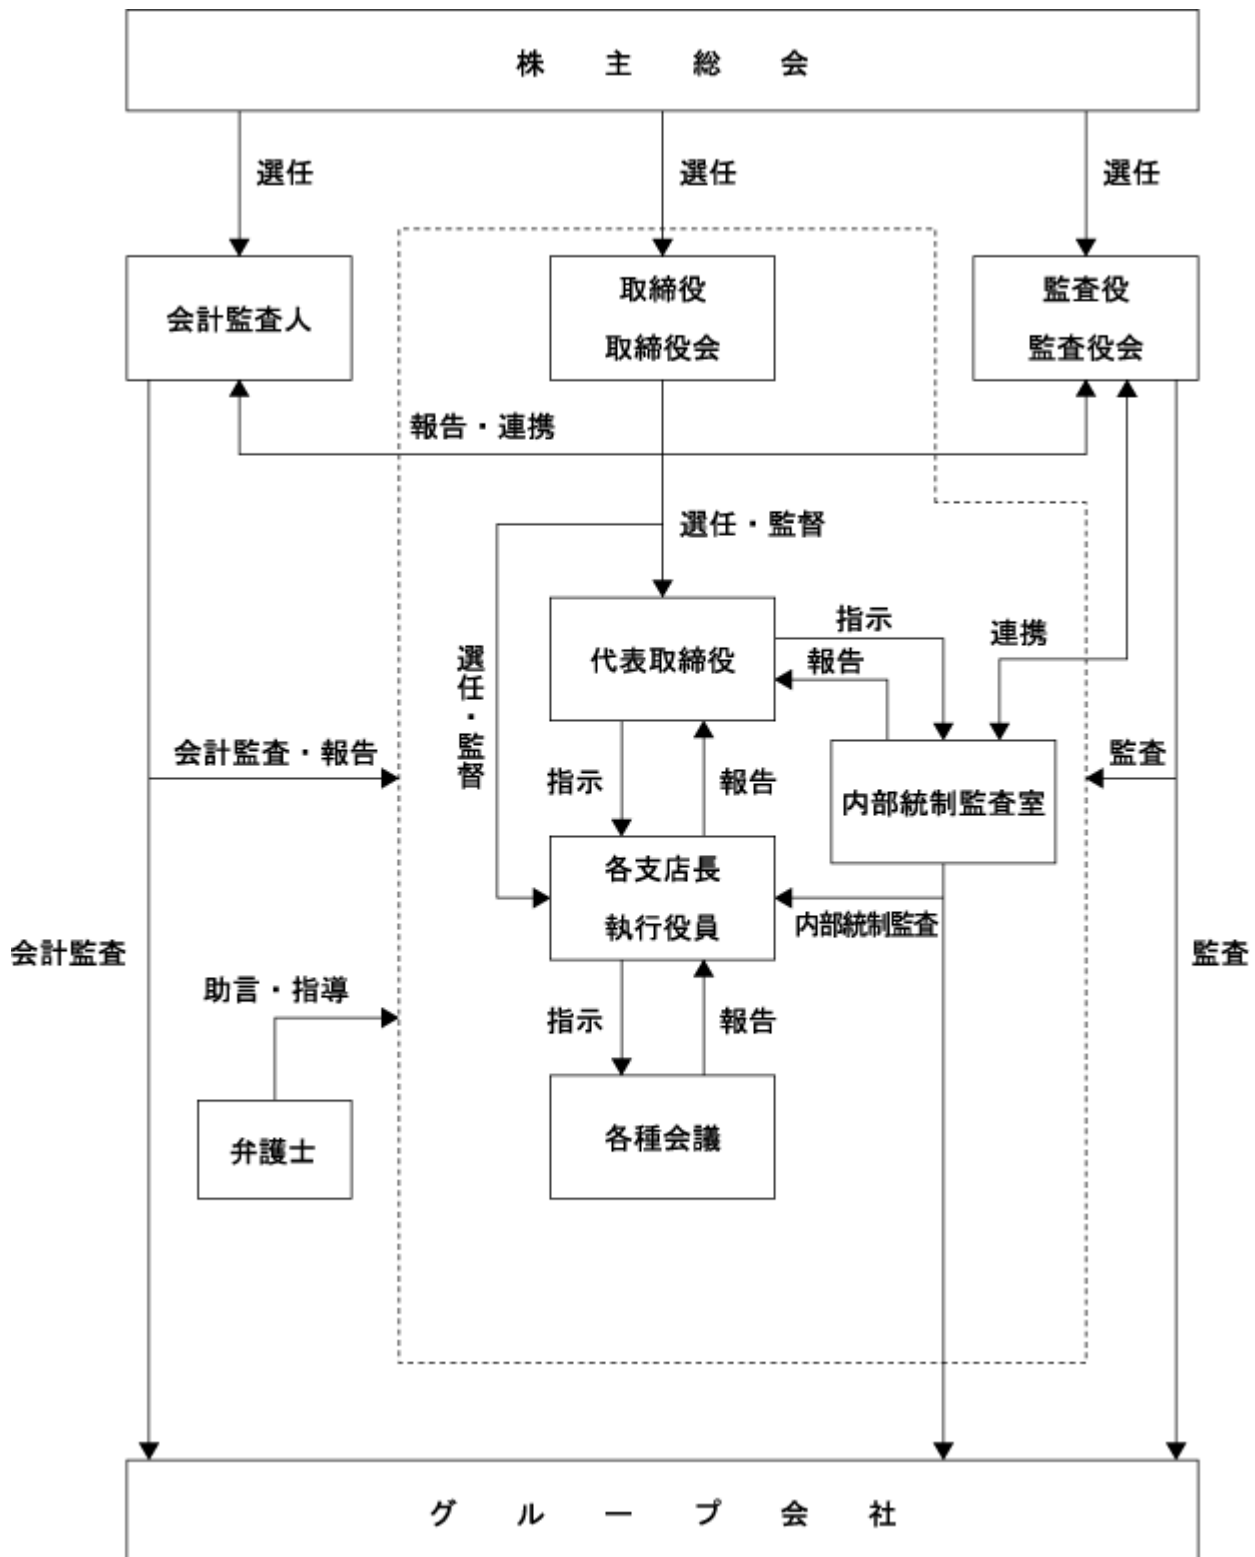 株主総会
選任
選任
選任
会計監査人
取締役
取締役会
監査役
監査役会
報告・連携
選任・監督
選任・監督
代表取締役
指示
報告
連携
会計監査・報告
指示
報告
内部統制監査室
監査
各支店長
執行役員
内部統制監査
会計監査
監査
助言・指導
指示
報告
弁護士
各種会議
グループ会社